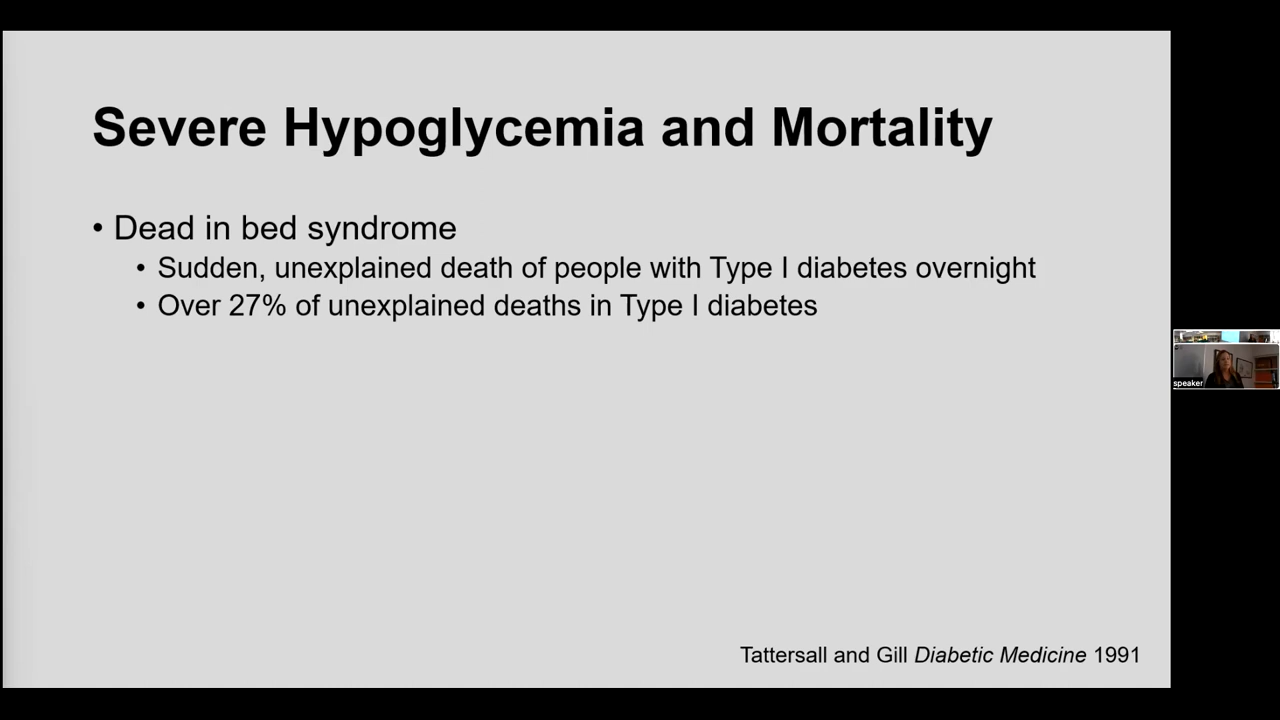 Severe Hypoglycemia and Mortality
• Dead in bed syndrome
• Sudden, unexplained death of people with Type I diabetes overnight
• Over 27% of unexplained deaths in Type I diabetes
Tattersall and Gill Diabetic Medicine 1991
speaker